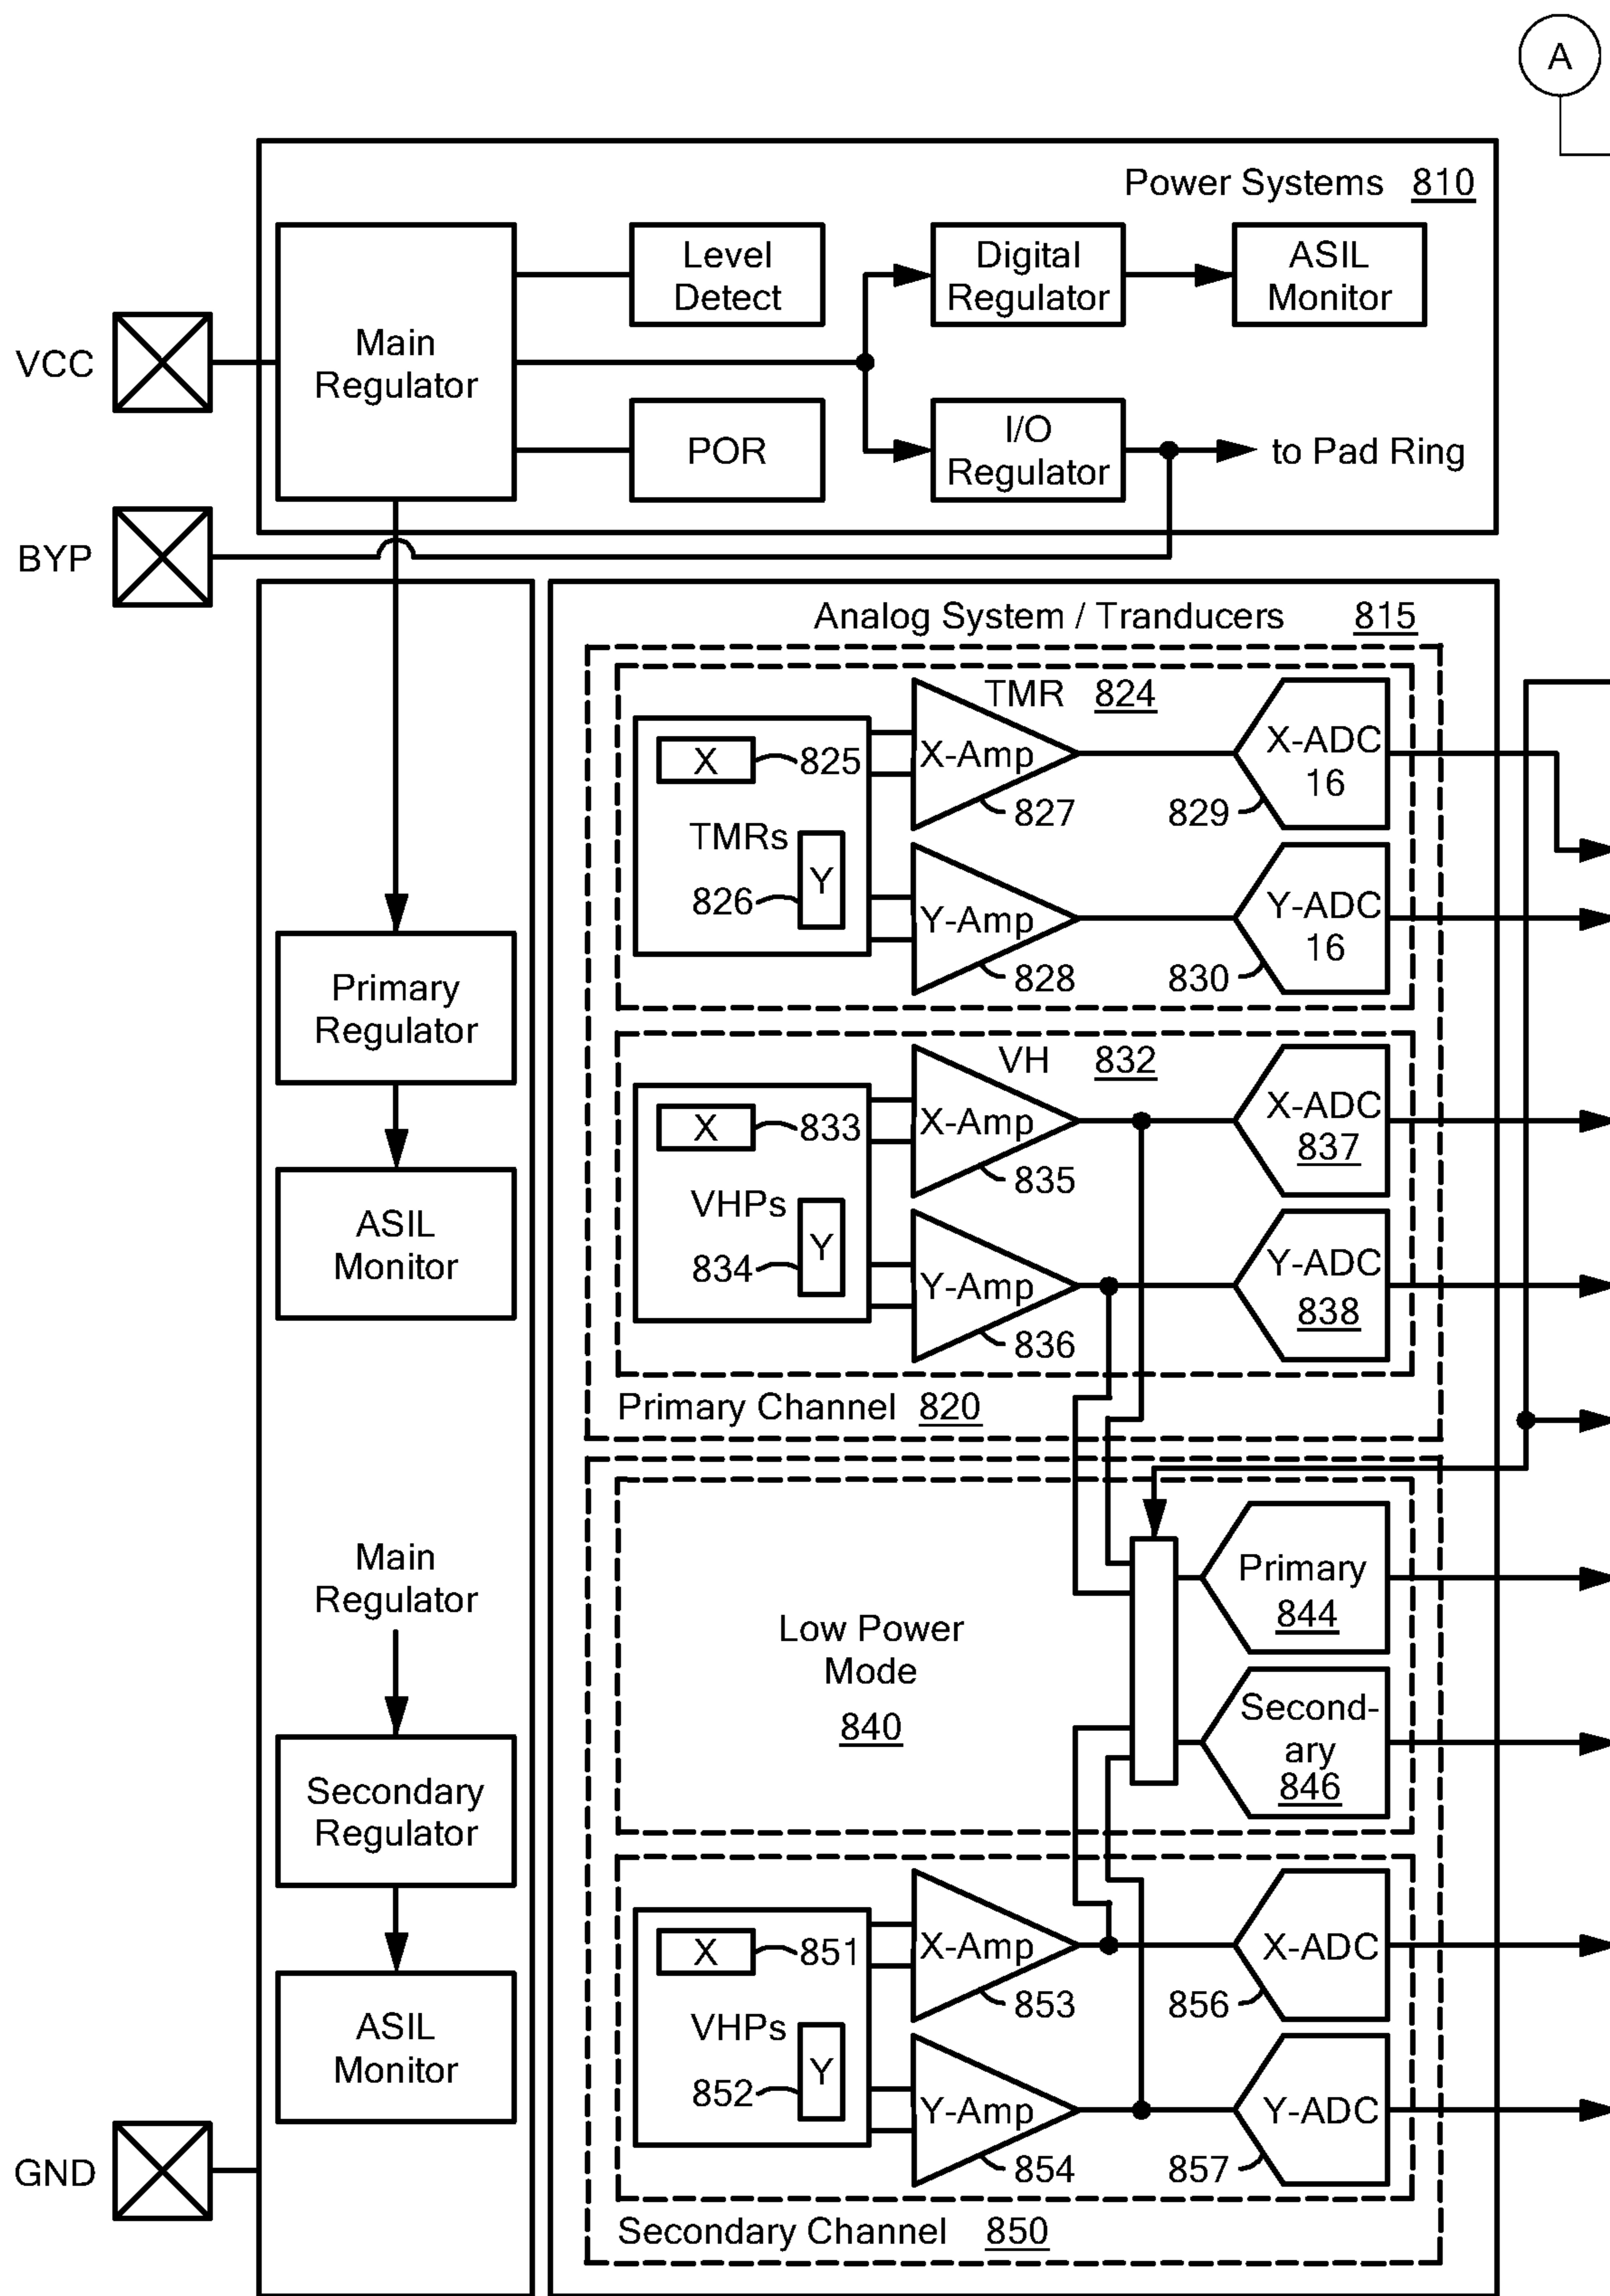 A
Power Systems 810
Main
Regulator
Level
Detect
Digital
Regulator
ASIL
Monitor
VCC
POR
I/O
Regulator
to Pad Ring
BYP
Analog System / Tranducers 815
TMR 824
X
825
X-Amp
827
X-ADC
16
829
TMRs
Y
826
Y-Amp
828
Y-ADC
16
830
Primary
Regulator
ASIL
Monitor
VH 832
X
833
X-Amp
835
X-ADC
837
VHPs
Y
834
Y-Amp
836
Y-ADC
838
Primary Channel 820
Main
Regulator
Low Power
Mode
840
Primary
844
Second-
ary
846
Secondary
Regulator
ASIL
Monitor
X
851
X-Amp
853
X-ADC
856
VHPs
Y
852
Y-Amp
854
Y-ADC
857
GND
Secondary Channel 850